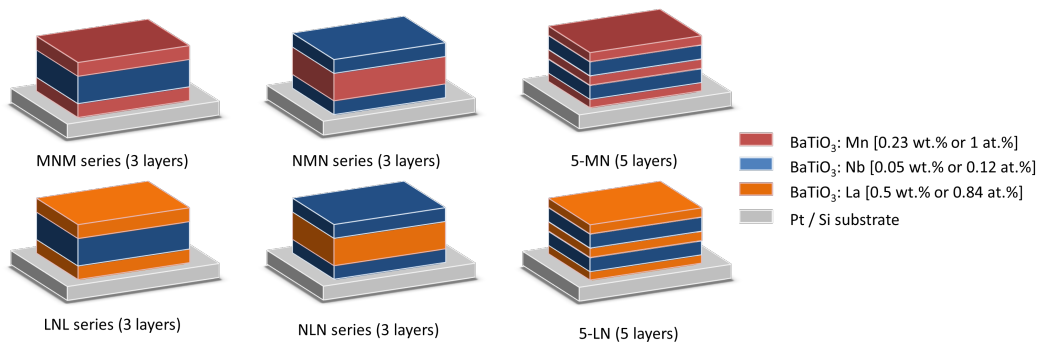 MNM series (3 layers)
NMN series (3 layers)
5-MN (5 layers)
BaTiO₃: Mn [0.23 wt.% or 1 at.%]
BaTiO₃: Nb [0.05 wt.% or 0.12 at.%]
BaTiO₃: La [0.5 wt.% or 0.84 at.%]
Pt / Si substrate
LNL series (3 layers)
NLN series (3 layers)
5-LN (5 layers)